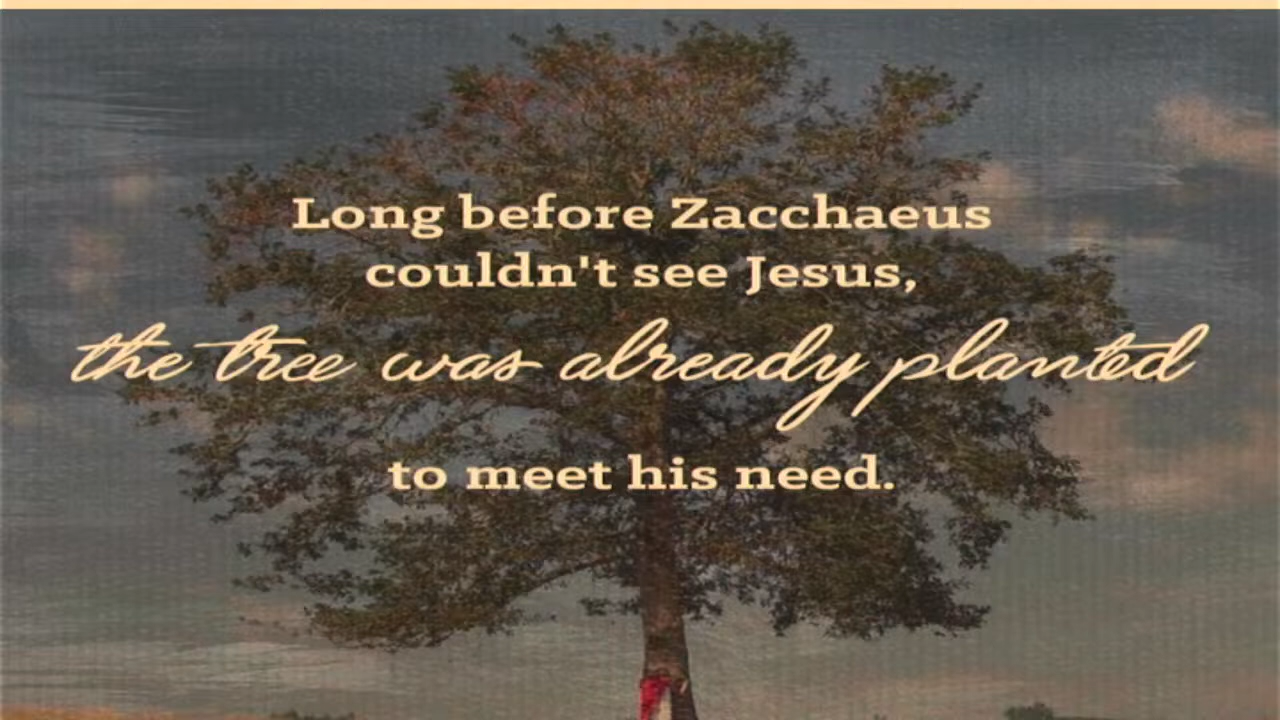 Long before Zacchaeus
couldn't see Jesus,
the tree was already planted
to meet his need.